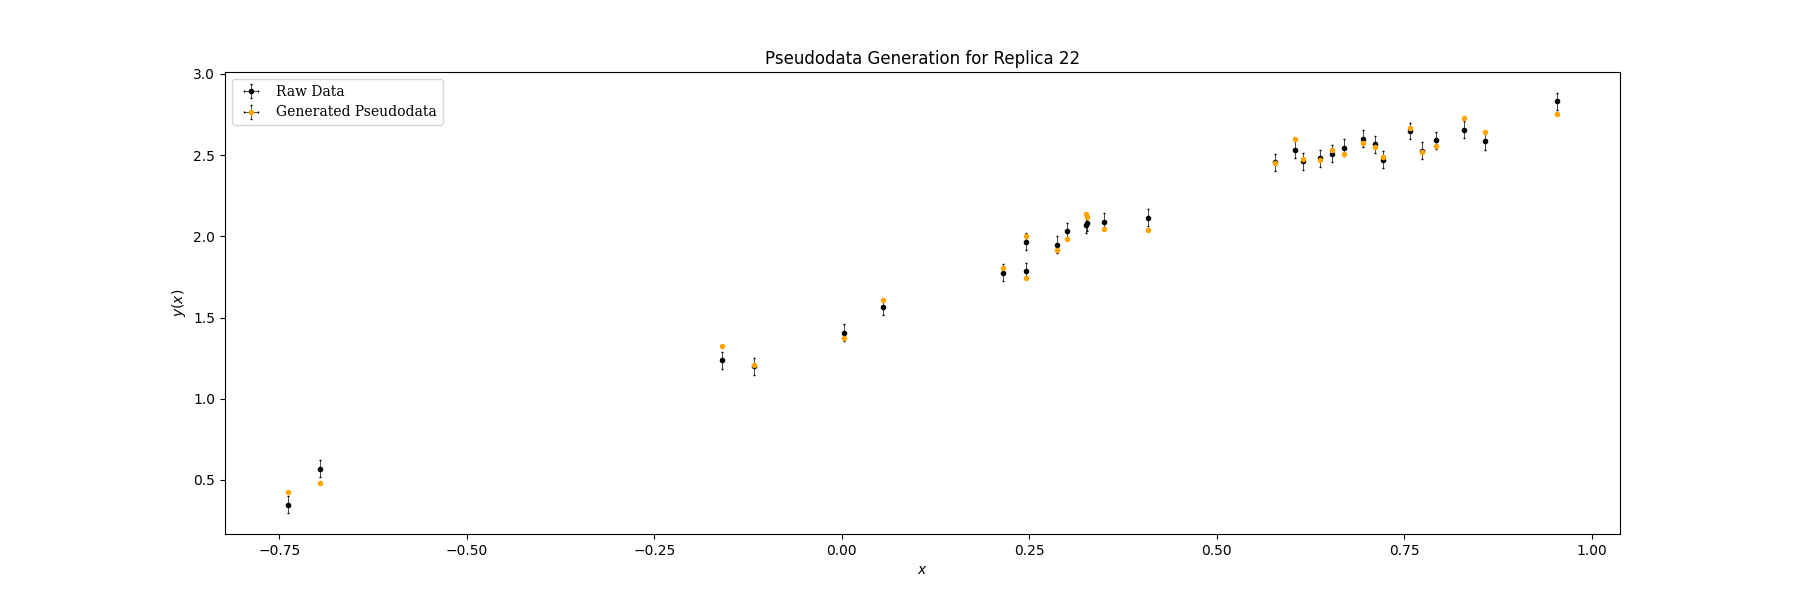 Pseudodata Generation for Replica 22
3.0
2.5
2.0
1.5
1.0
0.5
y(x)
Raw Data
Generated Pseudodata
−0.75
−0.50
−0.25
0.00
0.25
0.50
0.75
1.00
x